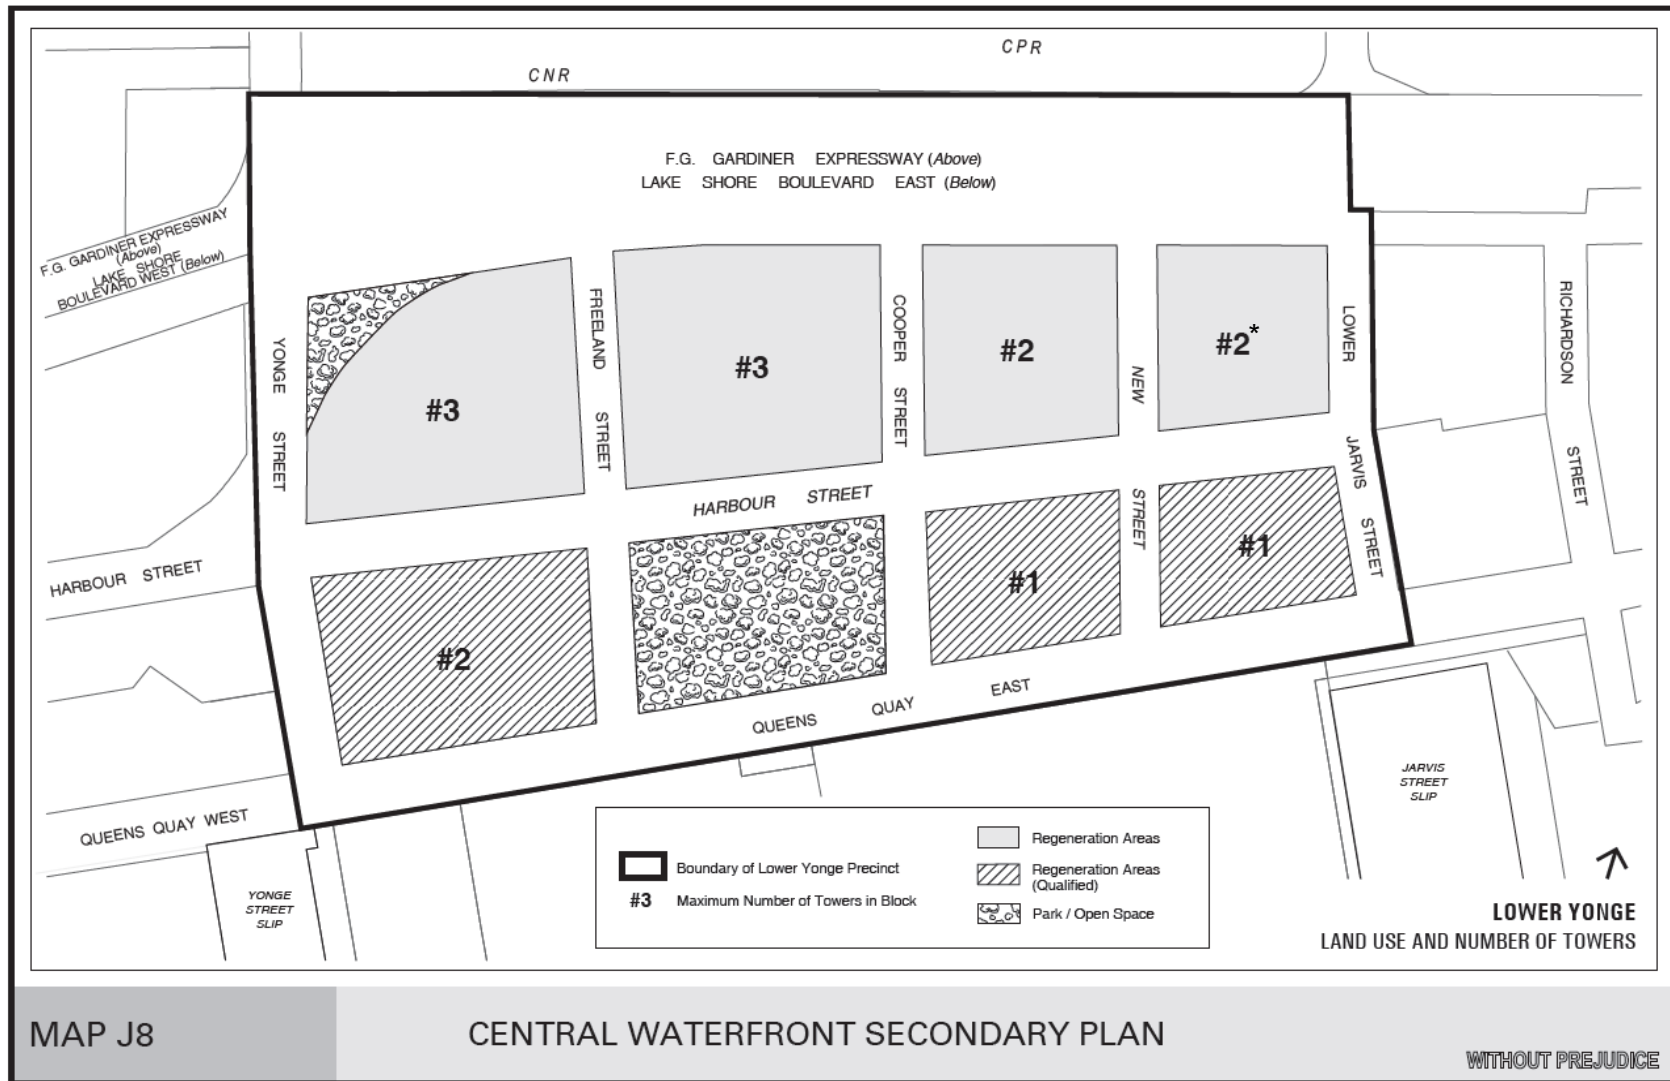 CPR
CNR
F.G. GARDINER EXPRESSWAY (Above)
LAKE SHORE BOULEVARD EAST (Below)
F.G. GARDINER EXPRESSWAY
(Above)
LAKE SHORE
BOULEVARD WEST (Below)
YONGE STREET
FREELAND STREET
COOPER STREET
NEW STREET
LOWER JARVIS STREET
RICHARDSON STREET
#3
#3
#2
#2*
HARBOUR STREET
HARBOUR STREET
#2
#1
#1
QUEENS QUAY EAST
QUEENS QUAY WEST
YONGE
STREET
SLIP
JARVIS
STREET
SLIP
Boundary of Lower Yonge Precinct
#3 Maximum Number of Towers in Block
Regeneration Areas
Regeneration Areas
(Qualified)
Park / Open Space
LOWER YONGE
LAND USE AND NUMBER OF TOWERS
MAP J8
CENTRAL WATERFRONT SECONDARY PLAN
WITHOUT PREJUDICE